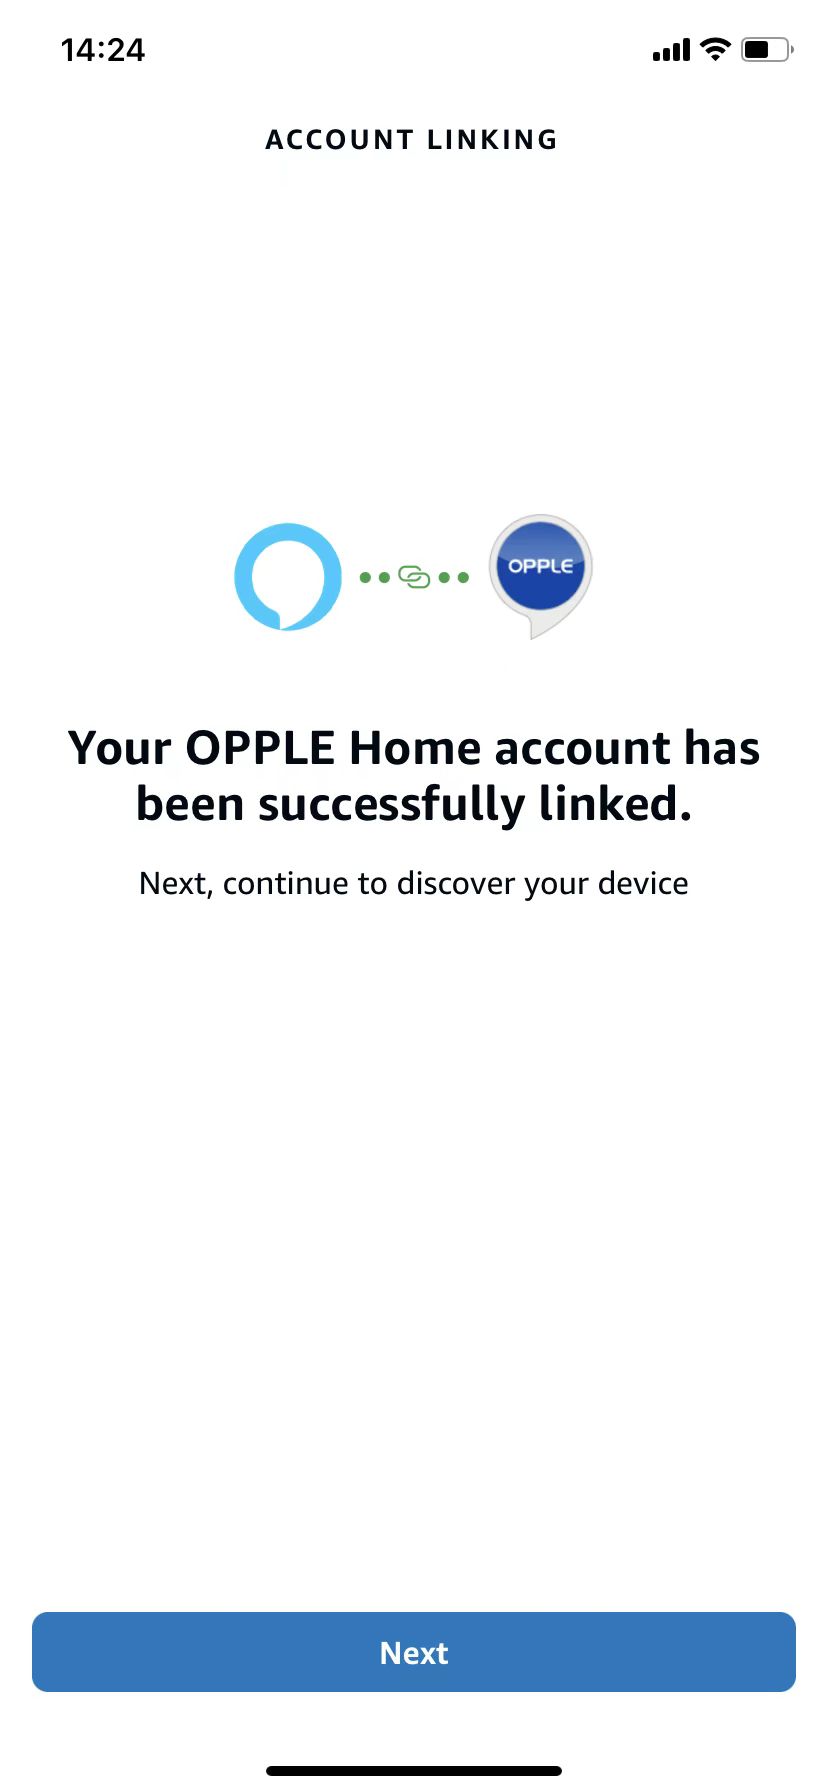 14:24
ACCOUNT LINKING
OPPLE
Your OPPLE Home account has
been successfully linked.
Next, continue to discover your device
Next